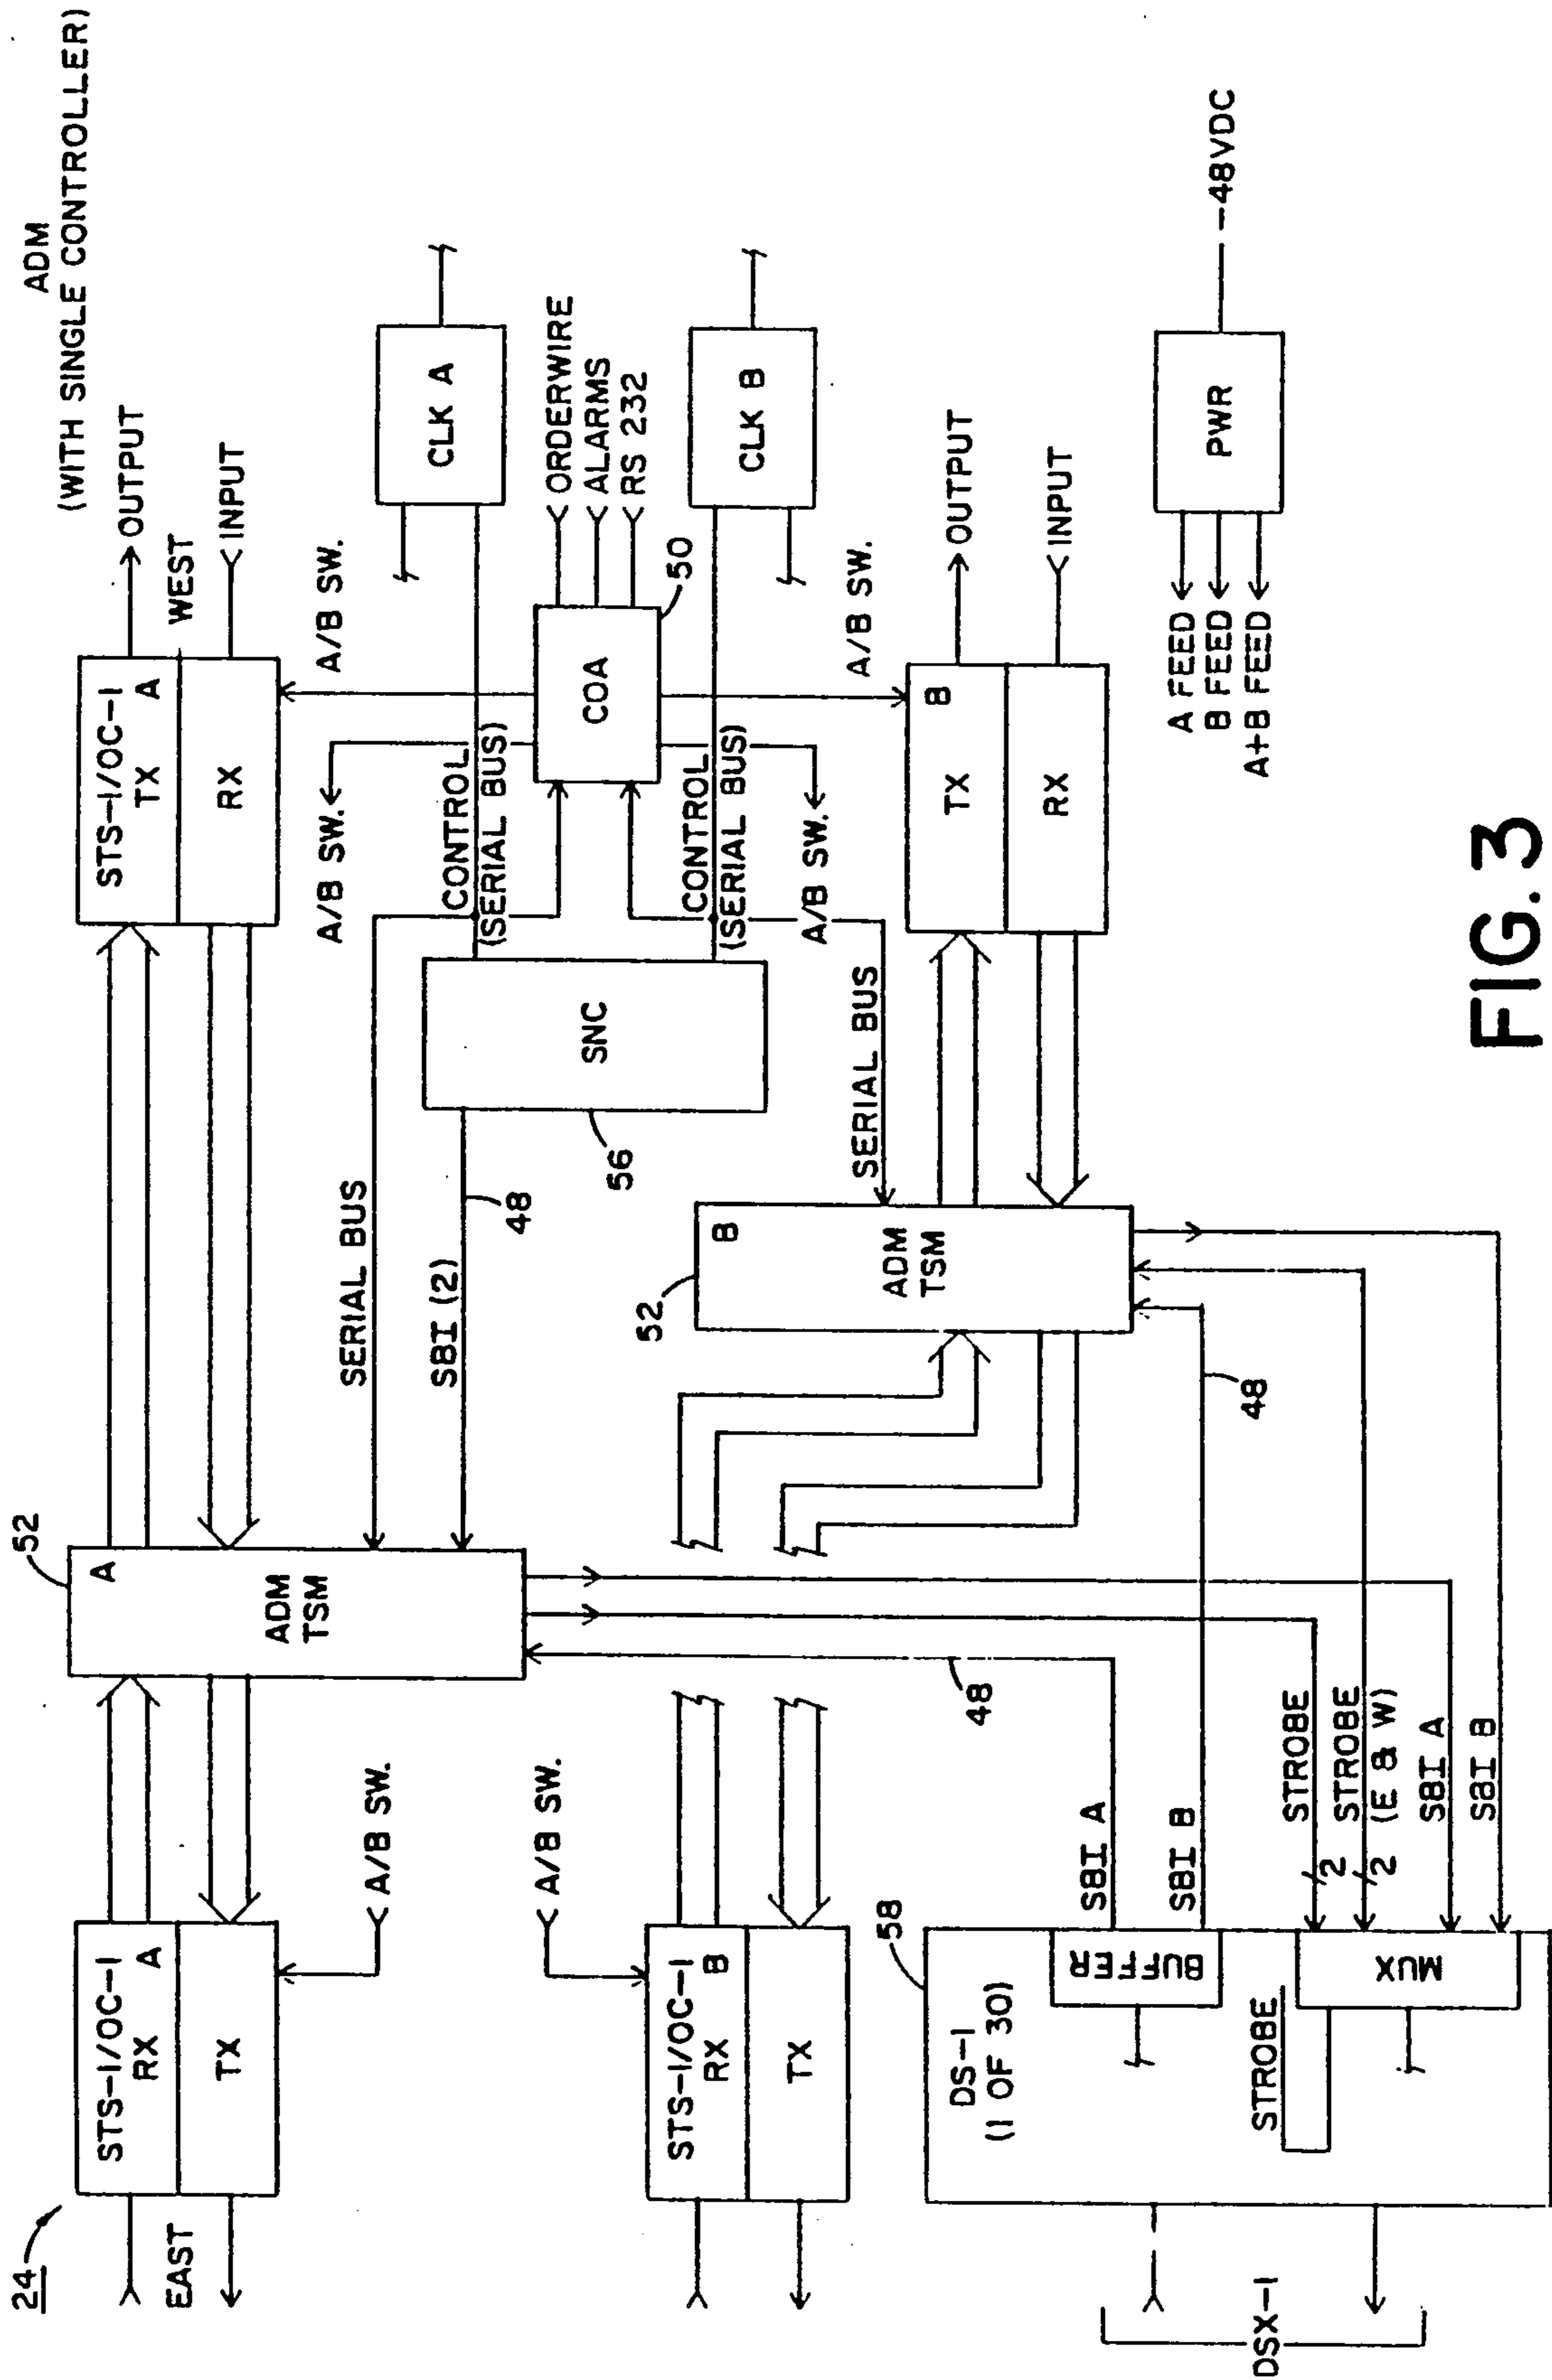 ADM
(WITH SINGLE CONTROLLER)
24
EAST
STS-1/OC-1
RX A
TX
A/B SW.
52
A
ADM
TSM
STS-1/OC-1
TX A
RX
WEST
OUTPUT
INPUT
A/B SW.
SERIAL BUS
SBI (2)
48
A/B SW.
CONTROL
(SERIAL BUS)
CLK A
SNC
56
COA
50
ORDERWIRE
ALARMS
RS 232
CONTROL
(SERIAL BUS)
CLK B
A/B SW.
A/B SW.
SERIAL BUS
A/B SW.
STS-1/OC-1
RX B
TX
52
B
ADM
TSM
B
TX
RX
OUTPUT
INPUT
48
48
58
DS-1
(1 OF 30)
BUFFER
SBI A
SBI B
STROBE
MUX
STROBE
2
STROBE
2 (E & W)
SBI A
SBI B
DSX-1
A FEED
B FEED
A+B FEED
PWR
-48VDC
FIG. 3